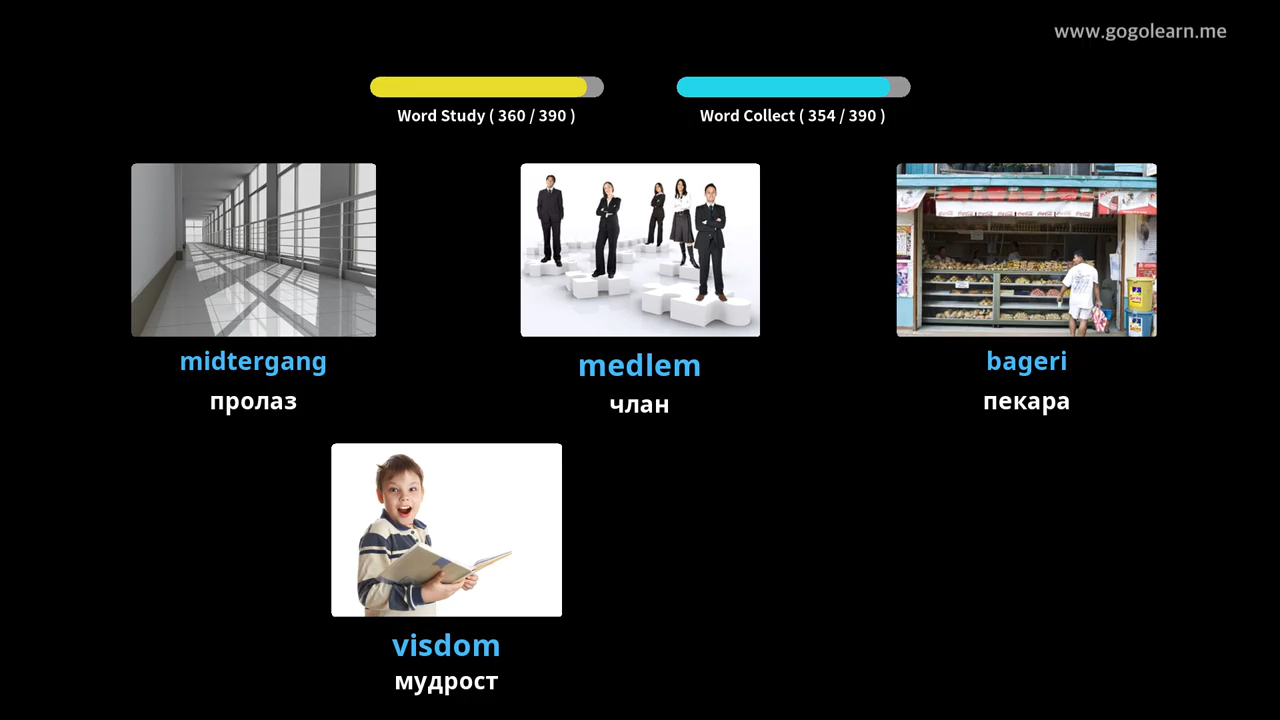 www.gogolearn.me
Word Study ( 360 / 390 )
Word Collect ( 354 / 390 )
midtergang
пролаз
medlem
члан
bageri
пекара
visdom
мудрост